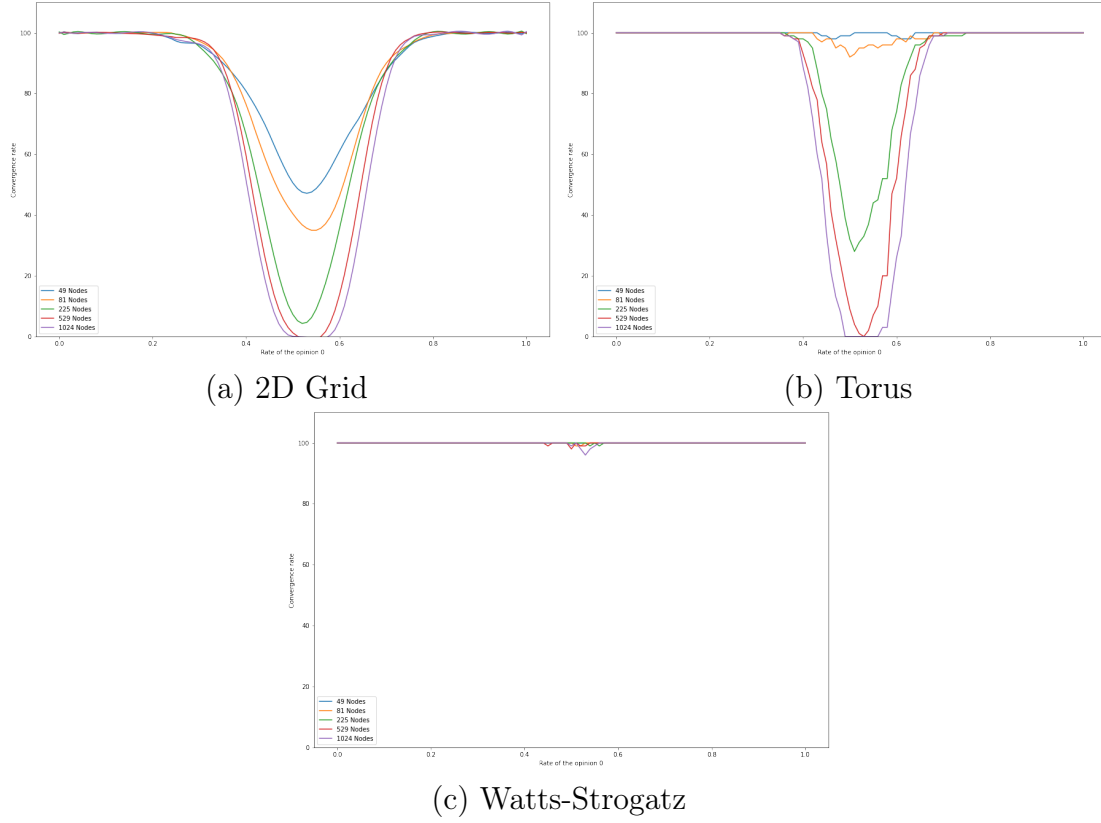 100
80
60
40
20
0
Convergence rate
49 Nodes
81 Nodes
225 Nodes
529 Nodes
1024 Nodes
0.0 0.2 0.4 0.6 0.8 1.0
Rate of the opinion 0
(a) 2D Grid
100
80
60
40
20
0
Convergence rate
49 Nodes
81 Nodes
225 Nodes
529 Nodes
1024 Nodes
0.0 0.2 0.4 0.6 0.8 1.0
Rate of the opinion 0
(b) Torus
100
80
60
40
20
0
Convergence rate
49 Nodes
81 Nodes
225 Nodes
529 Nodes
1024 Nodes
0.0 0.2 0.4 0.6 0.8 1.0
Rate of the opinion 0
(c) Watts-Strogatz